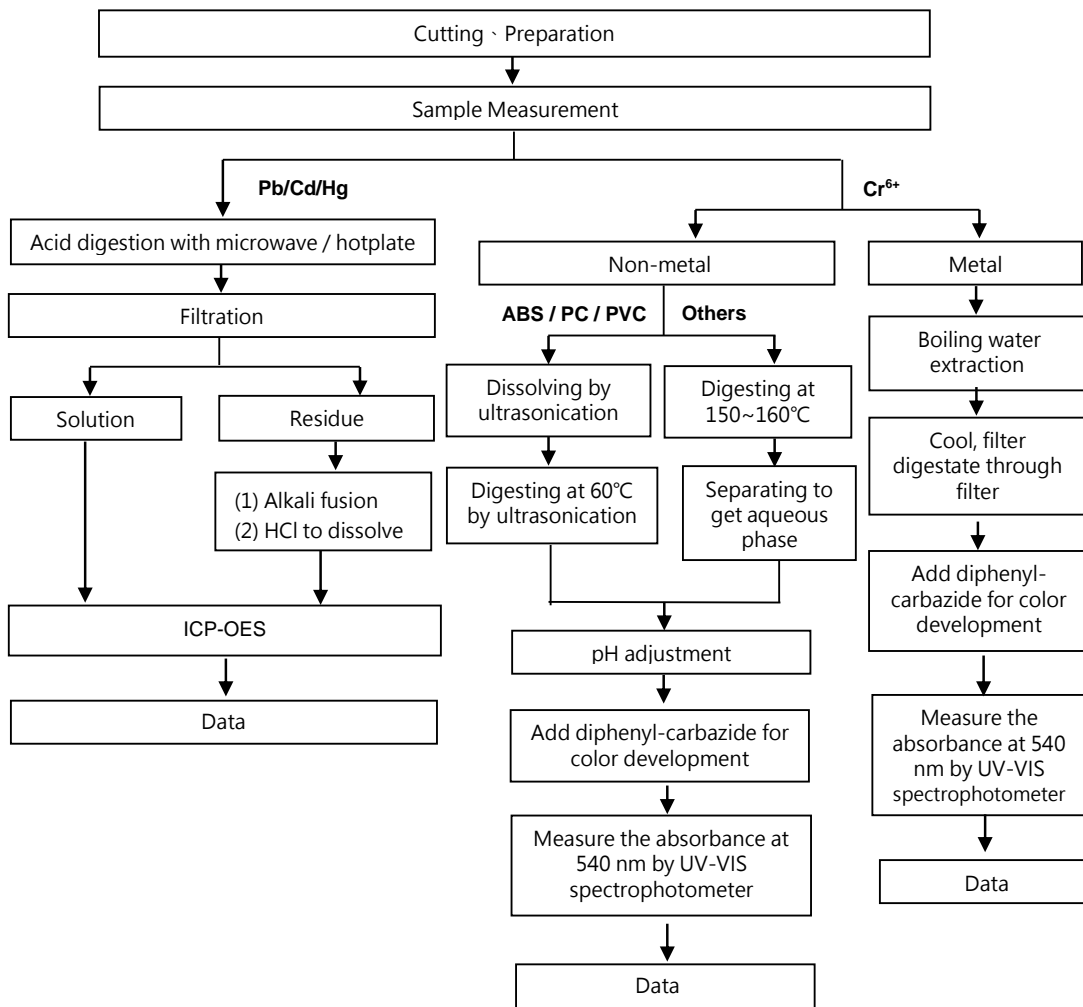 Cutting、Preparation
Sample Measurement
Pb/Cd/Hg
Cr6+
Acid digestion with microwave / hotplate
Filtration
Solution
Residue
(1) Alkali fusion
(2) HCl to dissolve
ICP-OES
Data
Non-metal
ABS / PC / PVC
Others
Dissolving by
ultrasonication
Digesting at 60℃
by ultrasonication
Digesting at
150~160℃
Separating to
get aqueous
phase
pH adjustment
Add diphenyl-carbazide for
color development
Measure the absorbance at
540 nm by UV-VIS
spectrophotometer
Data
Metal
Boiling water
extraction
Cool, filter
digestate through
filter
Add diphenyl-
carbazide for color
development
Measure the
absorbance at 540
nm by UV-VIS
spectrophotometer
Data